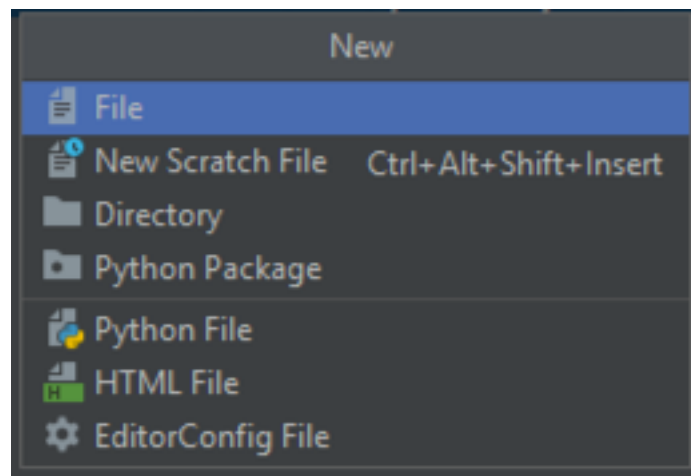 New
File
New Scratch File Ctrl+Alt+Shift+Insert
Directory
Python Package
Python File
H HTML File
EditorConfig File